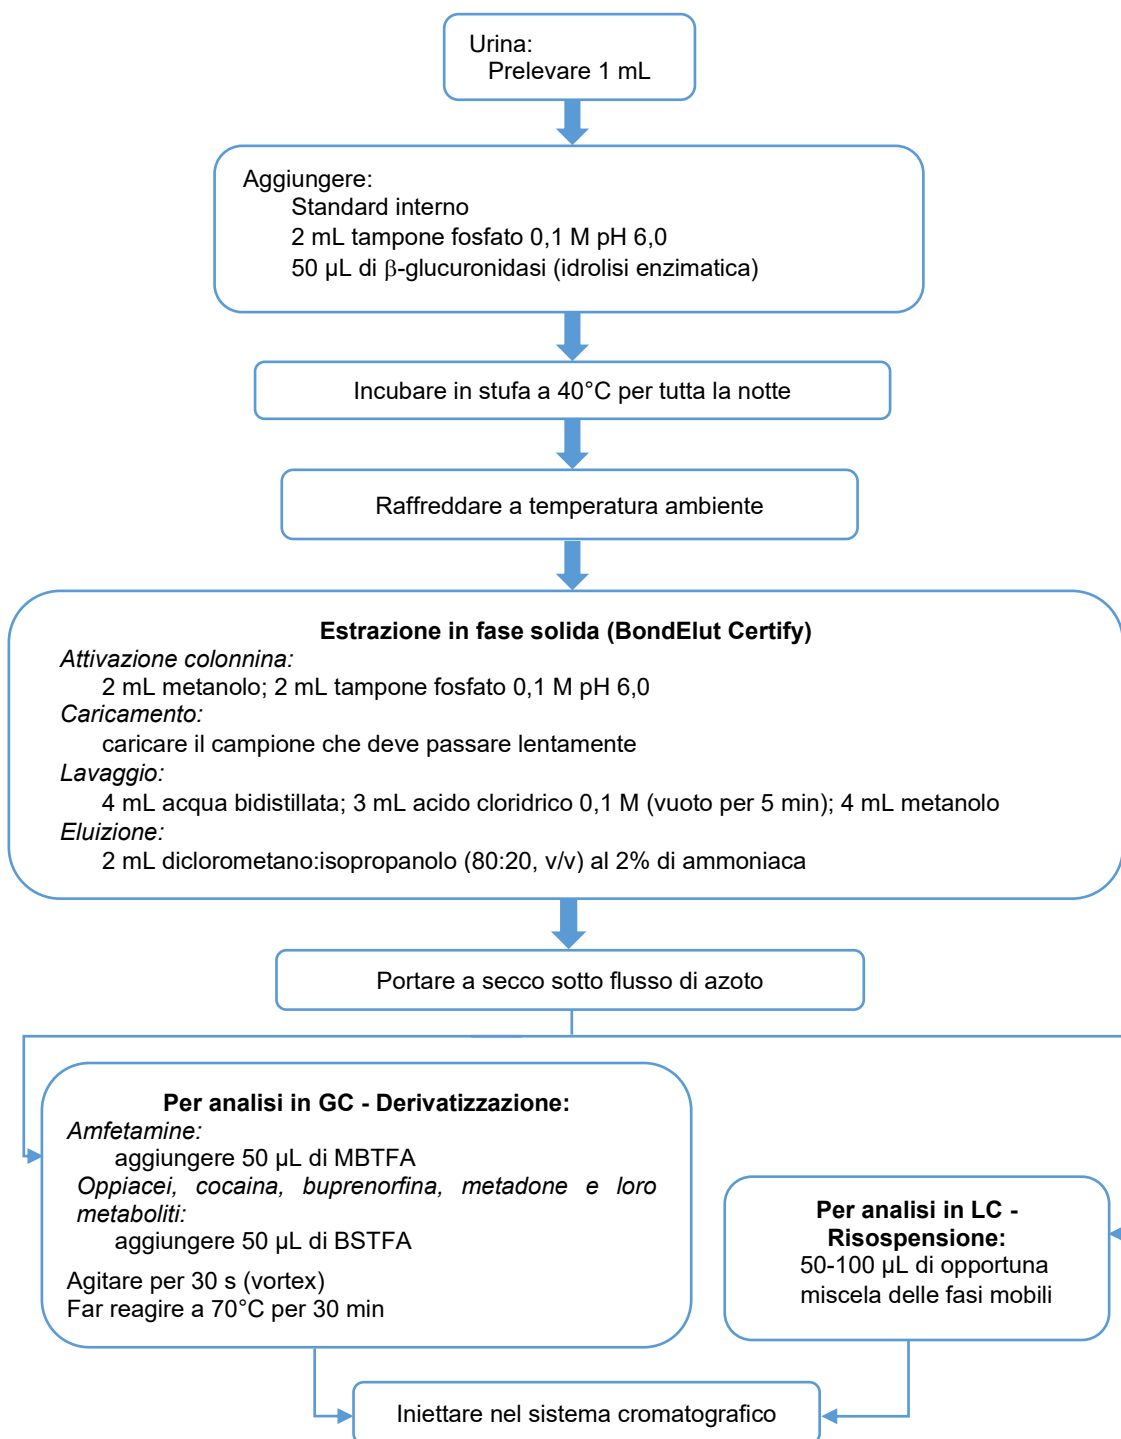 Urina:
Prelevare 1 mL
Aggiungere:
Standard interno
2 mL tampone fosfato 0,1 M pH 6,0
50 µL di β-glucuronidasi (idrolisi enzimatica)
Incubare in stufa a 40°C per tutta la notte
Raffreddare a temperatura ambiente
Estrazione in fase solida (BondElut Certify)
Attivazione colonnina:
2 mL metanolo; 2 mL tampone fosfato 0,1 M pH 6,0
Caricamento:
caricare il campione che deve passare lentamente
Lavaggio:
4 mL acqua bidistillata; 3 mL acido cloridrico 0,1 M (vuoto per 5 min); 4 mL metanolo
Eluizione:
2 mL diclorometano:isopropanolo (80:20, v/v) al 2% di ammoniaca
Portare a secco sotto flusso di azoto
Per analisi in GC - Derivatizzazione:
Amfetamine:
aggiungere 50 µL di MBTFA
Oppiacei, cocaina, buprenorfina, metadone e loro
metaboliti:
aggiungere 50 µL di BSTFA
Agitare per 30 s (vortex)
Far reagire a 70°C per 30 min
Per analisi in LC -
Risospensione:
50-100 µL di opportuna
miscela delle fasi mobili
Iniettare nel sistema cromatografico